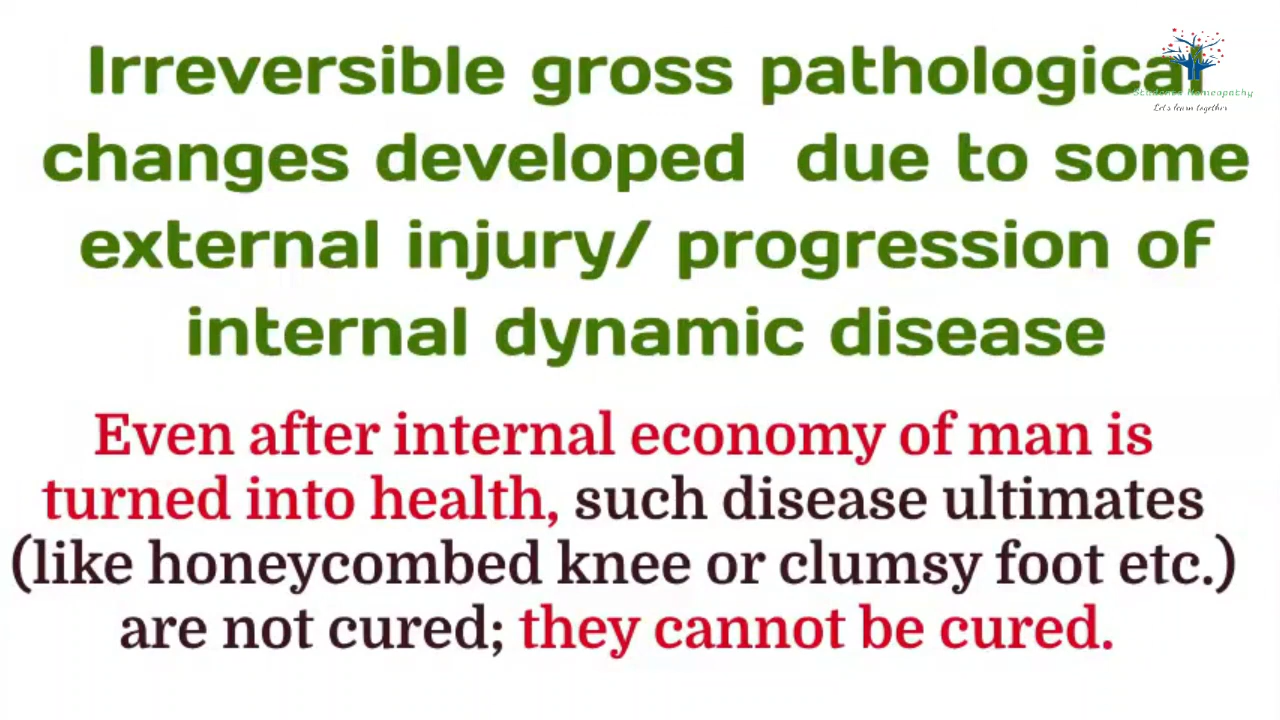 Irreversible gross pathological
changes developed due to some
external injury/ progression of
internal dynamic disease
Even after internal economy of man is
turned into health, such disease ultimates
(like honeycombed knee or clumsy foot etc.)
are not cured; they cannot be cured.
Homeopathy
Let's learn together